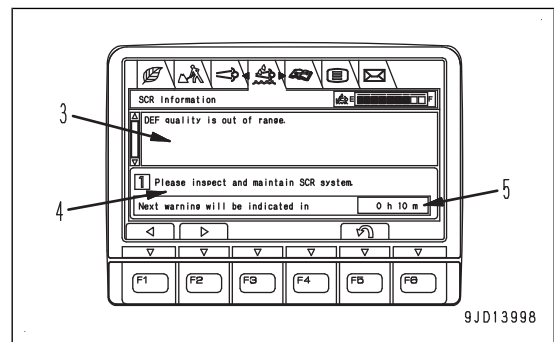 SCR Information
E F
DEF quality is out of range.
1 Please inspect and maintain SCR system.
Next warning will be indicated in 0 h 10 m
F1 F2 F3 F4 F5 F6
3
4
5
9JD13998